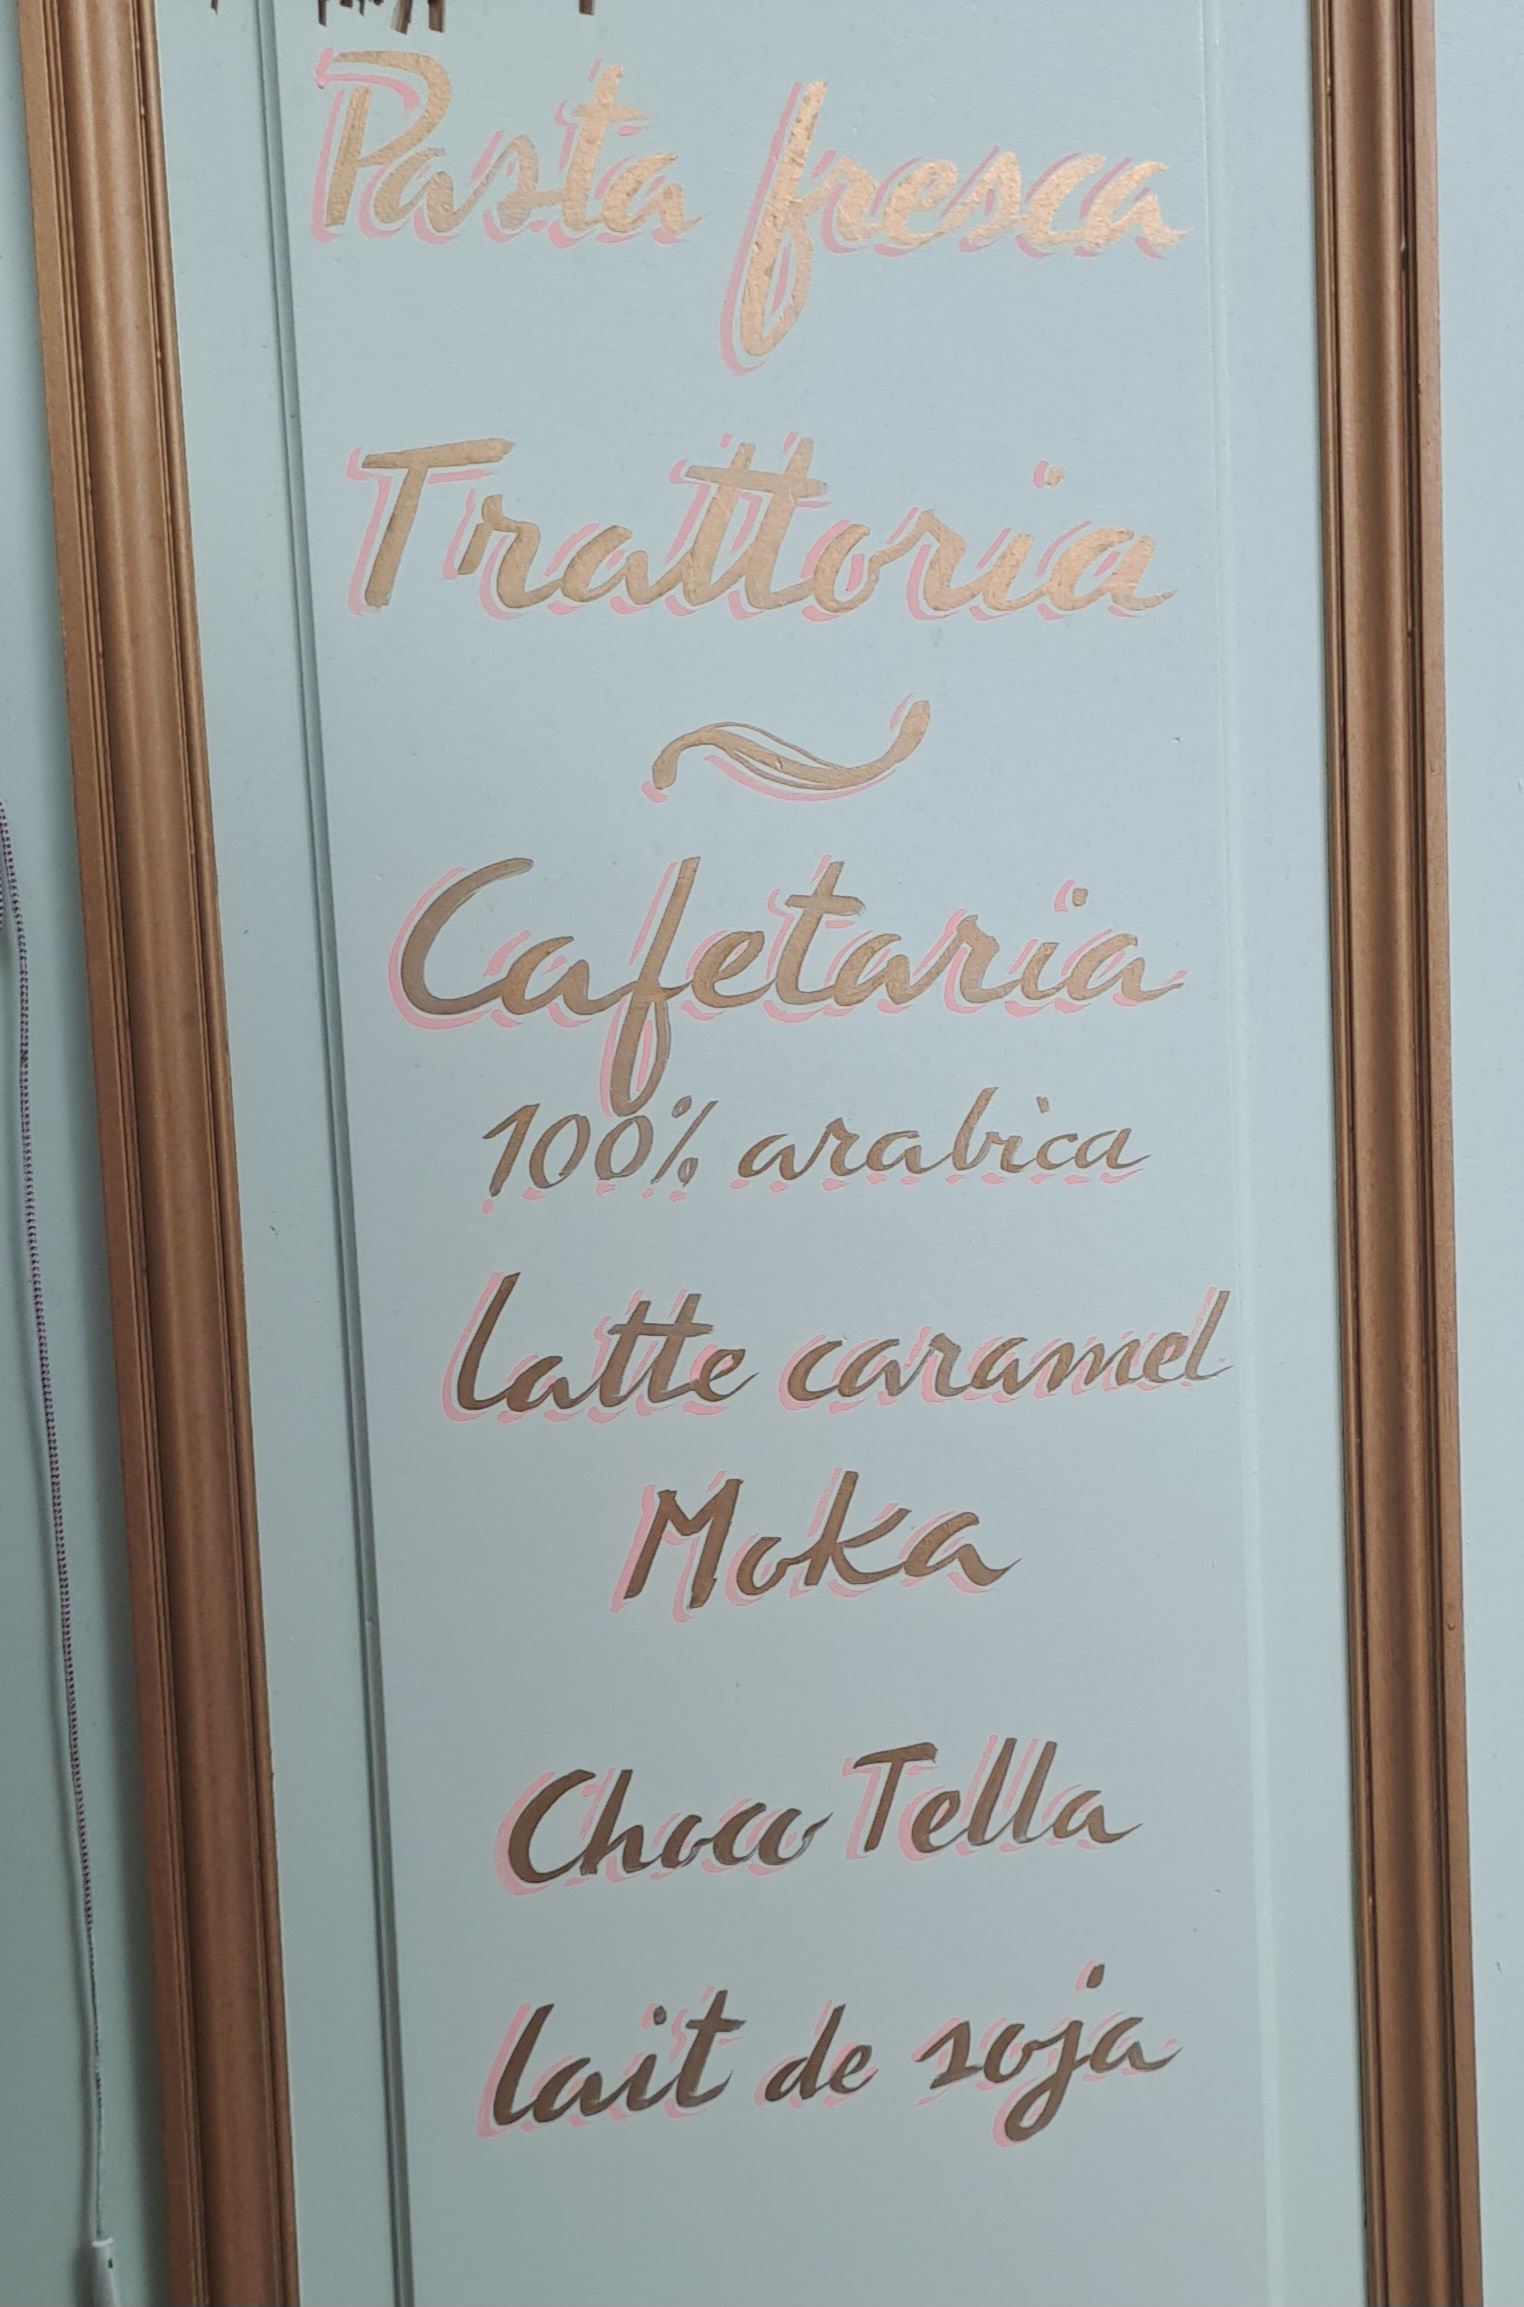 Pasta fresca
Trattoria
~
Cafetaria
100% arabica
latte caramel
Moka
Choco Tella
lait de soja